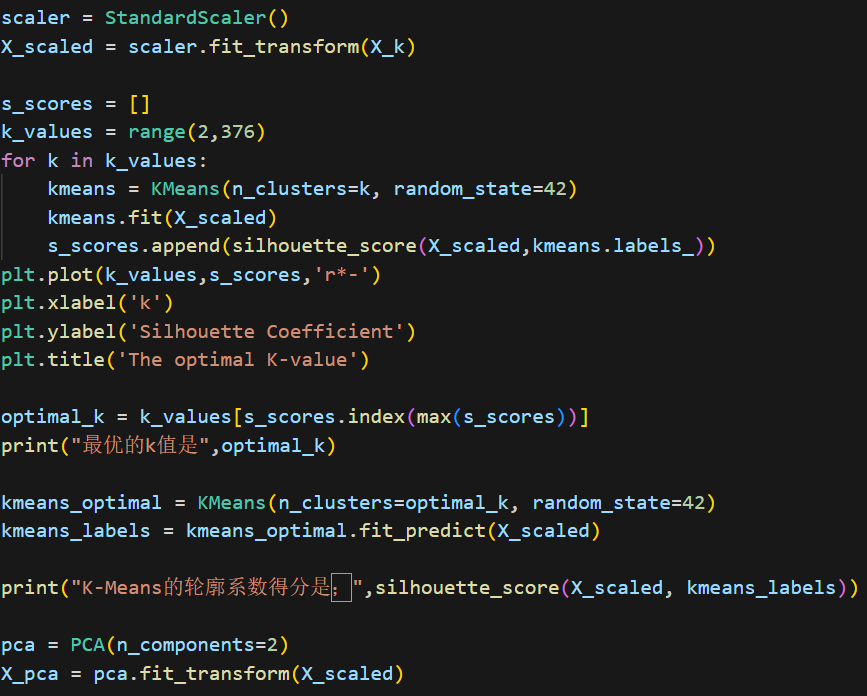 scaler = StandardScaler()
X_scaled = scaler.fit_transform(X_k)
s_scores = []
k_values = range(2,376)
for k in k_values:
    kmeans = KMeans(n_clusters=k, random_state=42)
    kmeans.fit(X_scaled)
    s_scores.append(silhouette_score(X_scaled,kmeans.labels_))
plt.plot(k_values,s_scores,'r*-')
plt.xlabel('k')
plt.ylabel('Silhouette Coefficient')
plt.title('The optimal K-value')
optimal_k = k_values[s_scores.index(max(s_scores))]
print("最优的k值是",optimal_k)
kmeans_optimal = KMeans(n_clusters=optimal_k, random_state=42)
kmeans_labels = kmeans_optimal.fit_predict(X_scaled)
print("K-Means的轮廓系数得分是；",silhouette_score(X_scaled, kmeans_labels))
pca = PCA(n_components=2)
X_pca = pca.fit_transform(X_scaled)